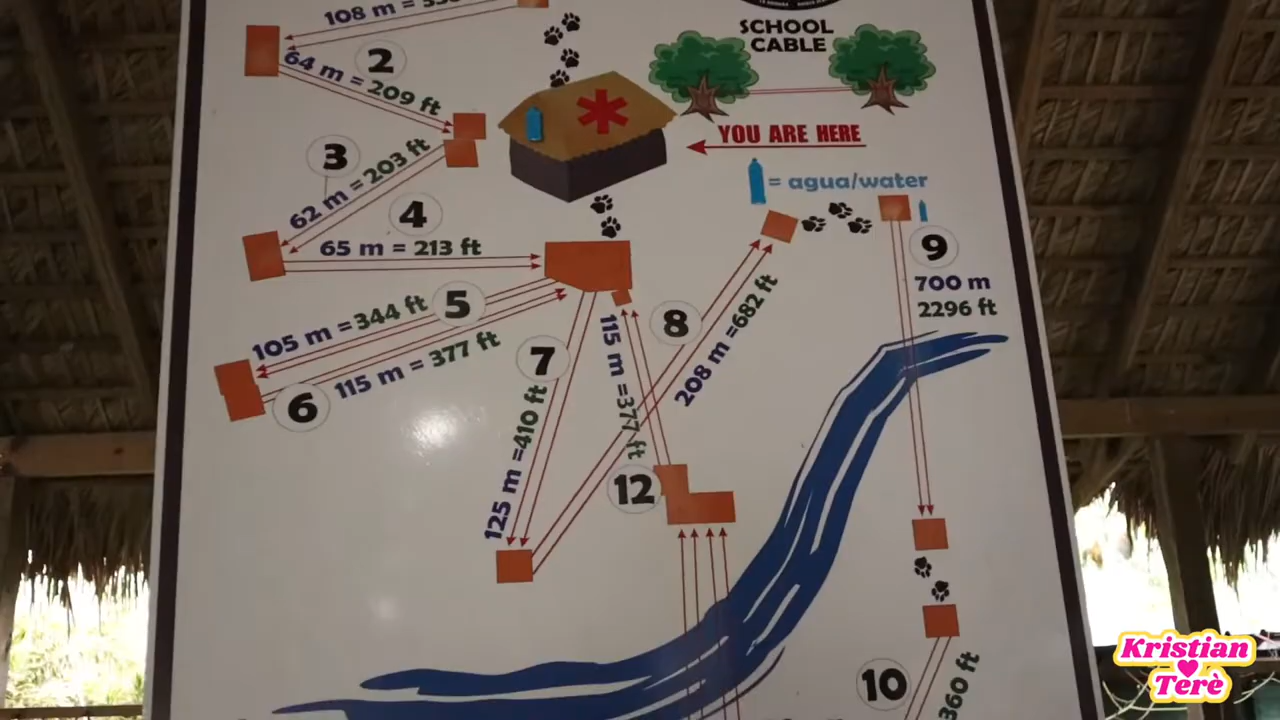 108 m =
SCHOOL
CABLE
2
64 m = 209 ft
YOU ARE HERE
3
62 m = 203 ft
= agua/water
4
65 m = 213 ft
9
700 m
2296 ft
5
105 m = 344 ft
8
208 m =682 ft
115 m =377 ft
7
125 m =410 ft
6
115 m = 377 ft
12
10
360 ft
Kristian
Terè